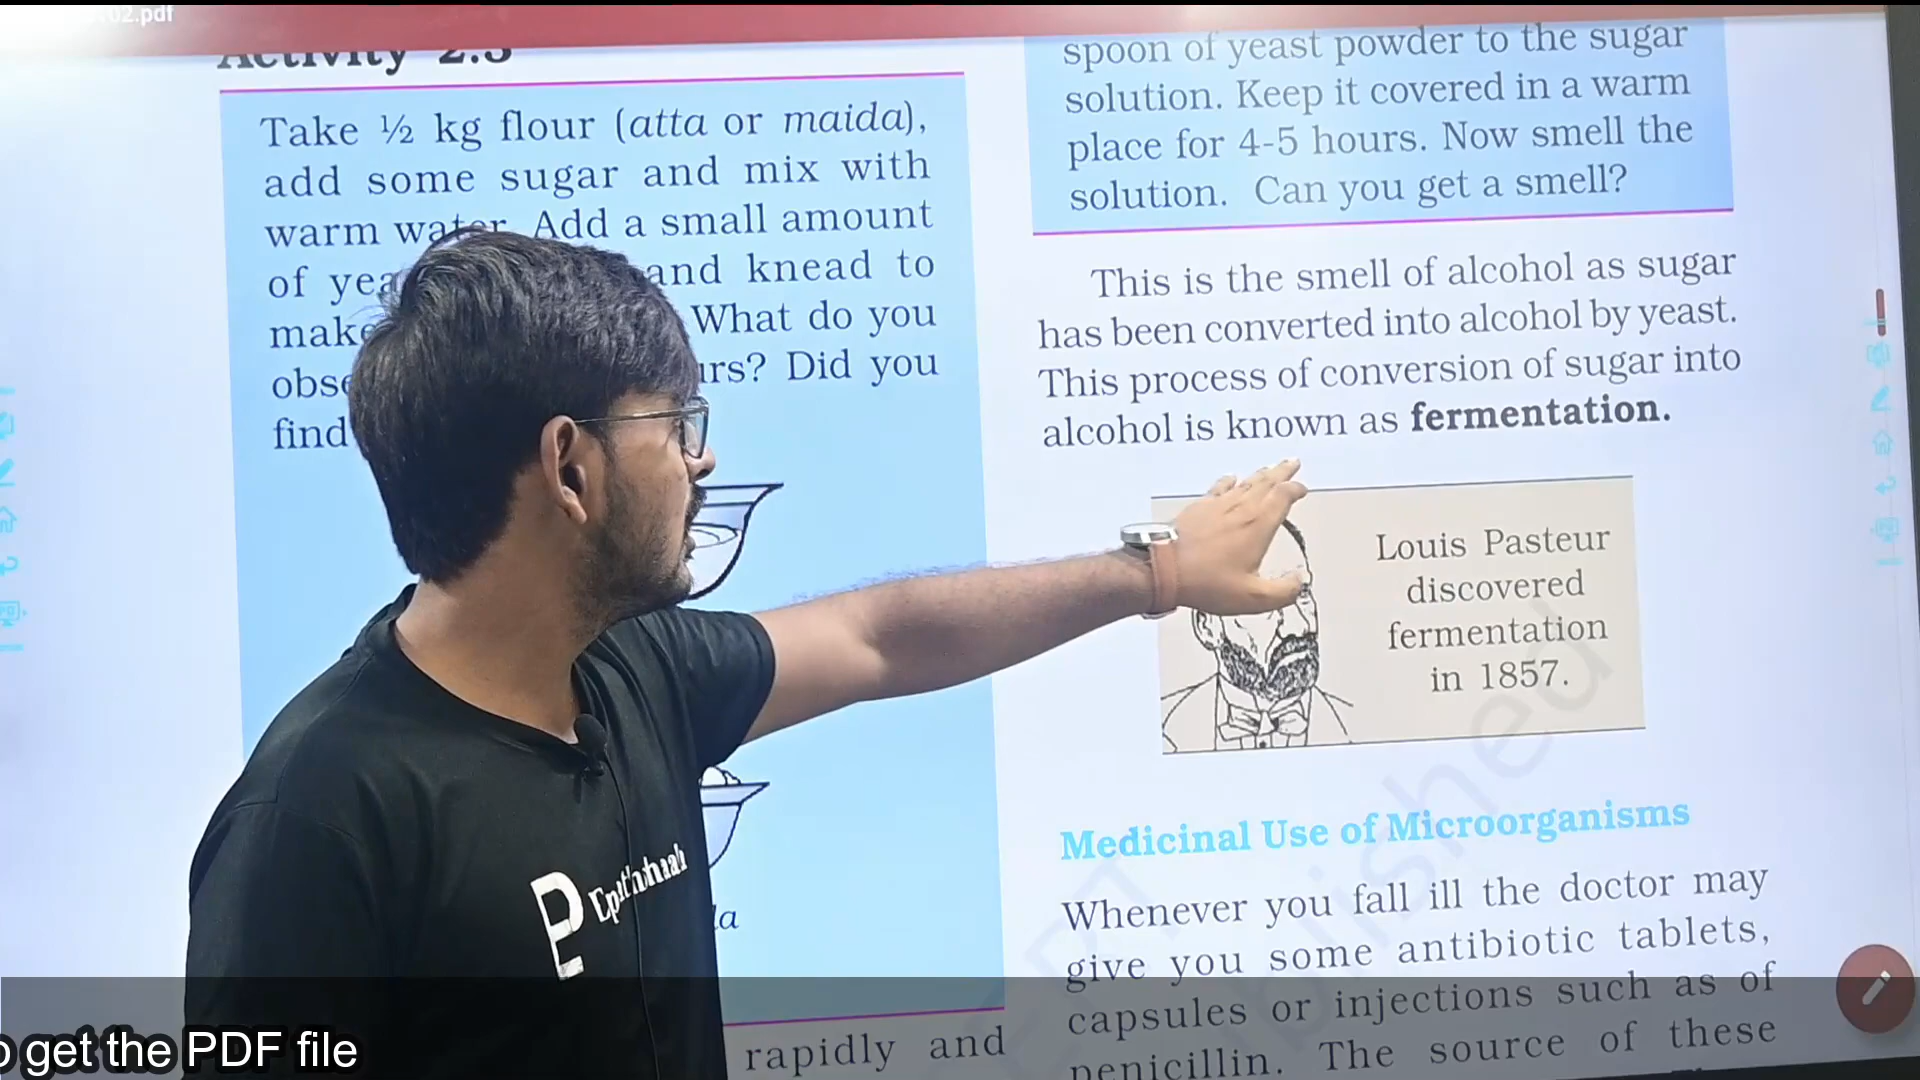 02.pdf
Activity 2.3
Take ½ kg flour (atta or maida),
add some sugar and mix with
warm water. Add a small amount
of and knead to
make What do you
Did you
find
la
rapidly and
spoon of yeast powder to the sugar
solution. Keep it covered in a warm
place for 4-5 hours. Now smell the
solution. Can you get a smell?
This is the smell of alcohol as sugar
has been converted into alcohol by yeast.
This process of conversion of sugar into
alcohol is known as fermentation.
Louis Pasteur
discovered
fermentation
in 1857.
Medicinal Use of Microorganisms
Whenever you fall ill the doctor may
give you some antibiotic tablets,
capsules or injections such as of
penicillin. The source of these
get the PDF file